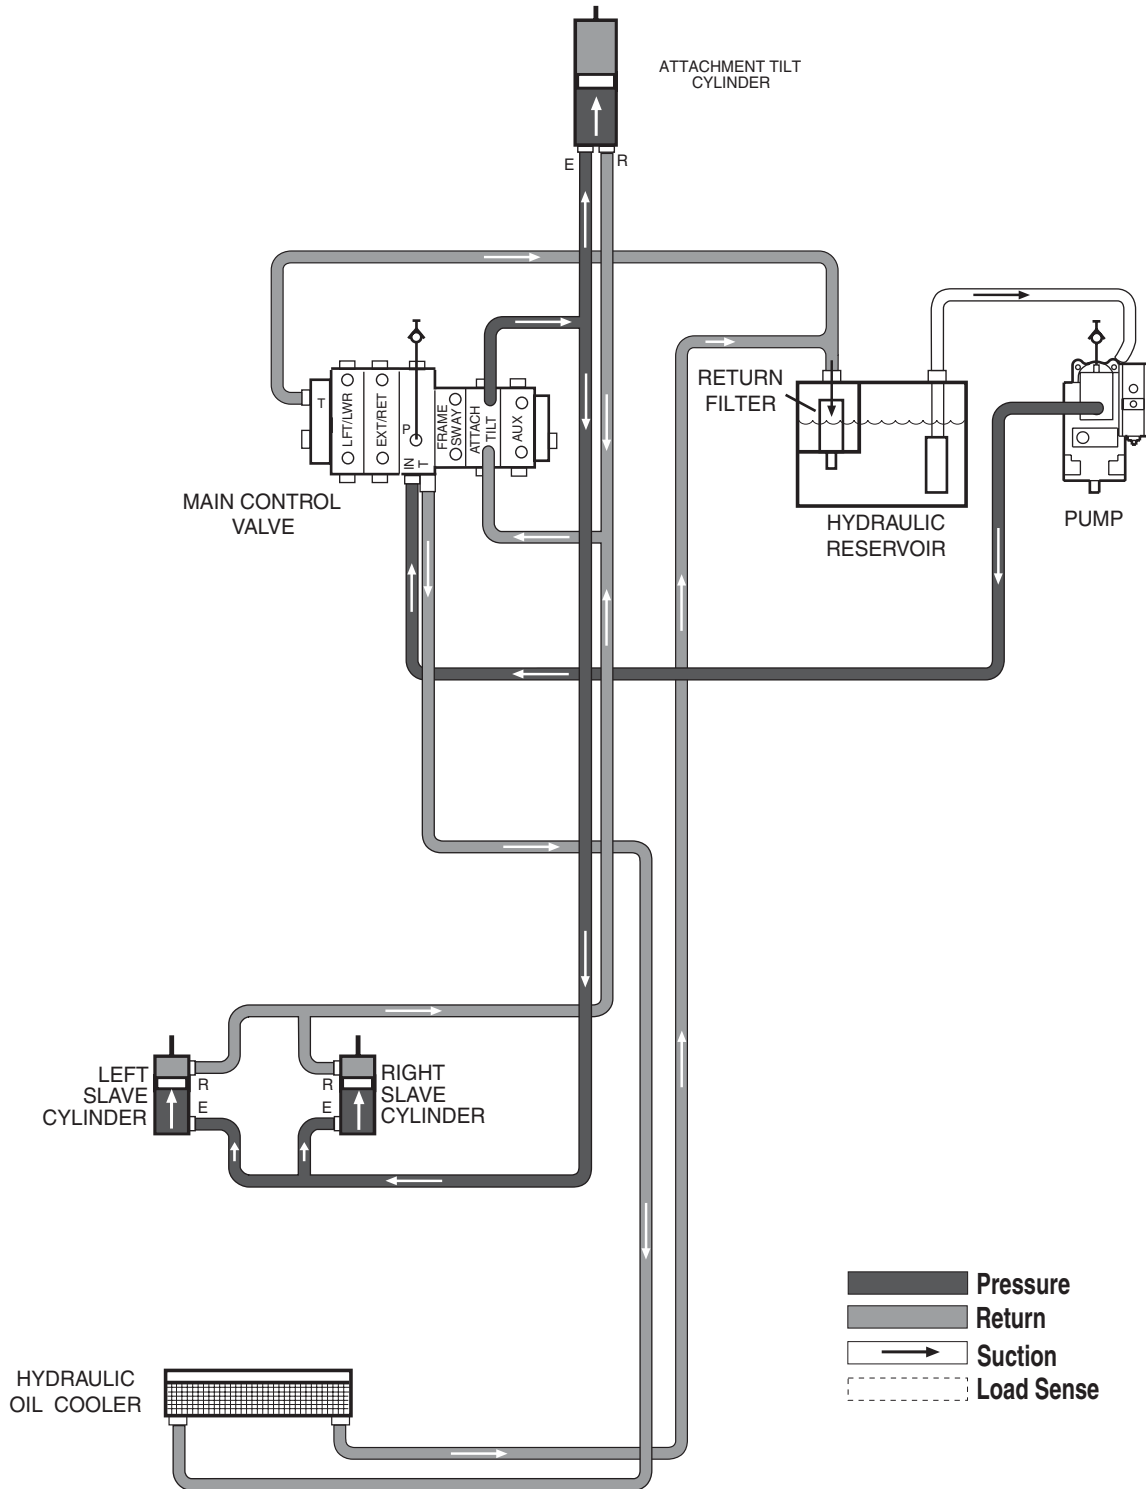 ATTACHMENT TILT
CYLINDER
E
R
T
LFT/LWR
EXT/RET
P
IN
T
FRAME
SWAY
ATTACH
TILT
AUX
MAIN CONTROL
VALVE
RETURN
FILTER
HYDRAULIC
RESERVOIR
PUMP
LEFT
SLAVE
CYLINDER
R
E
R
E
RIGHT
SLAVE
CYLINDER
HYDRAULIC
OIL COOLER
Pressure
Return
Suction
Load Sense